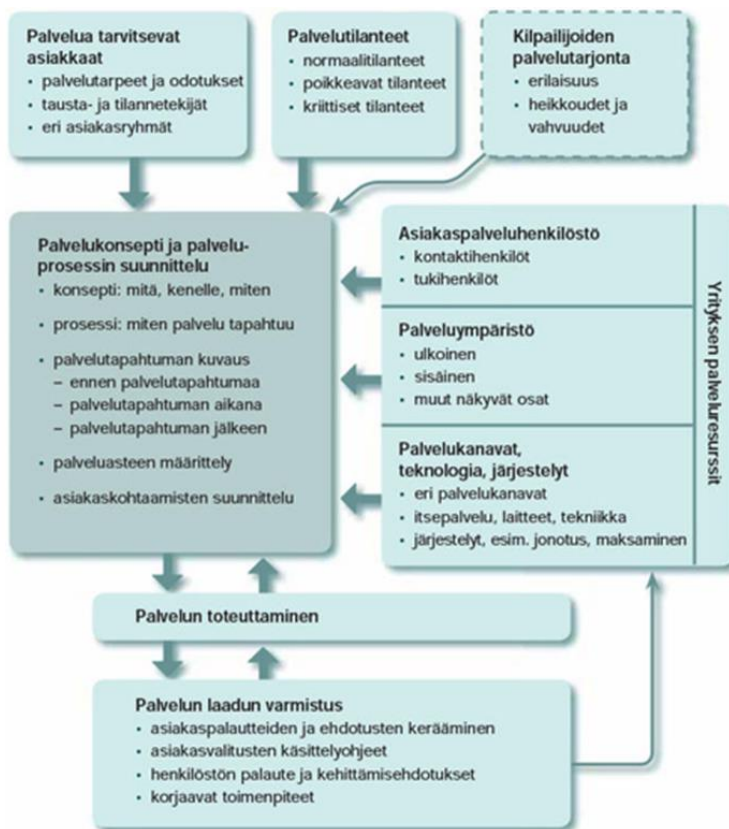 Palvelua tarvitsevat
asiakkaat
• palvelutarpeet ja odotukset
• tausta- ja tilannetekijät
• eri asiakasryhmät
Palvelutilanteet
• normaalitilanteet
• poikkeavat tilanteet
• kriittiset tilanteet
Kilpailijoiden
palvelutarjonta
• erilaisuus
• heikkoudet ja
vahvuudet
Palvelukonsepti ja palvelu-
prosessin suunnittelu
• konsepti: mitä, kenelle, miten
• prosessi: miten palvelu tapahtuu
• palvelutapahtuman kuvaus
– ennen palvelutapahtumaa
– palvelutapahtuman aikana
– palvelutapahtuman jälkeen
• palveluasteen määrittely
• asiakaskohtaamisten suunnittelu
Asiakaspalveluhenkilöstö
• kontaktihenkilöt
• tukihenkilöt
Palveluympäristö
• ulkoinen
• sisäinen
• muut näkyvät osat
Palvelukanavat,
teknologia, järjestelyt
• eri palvelukanavat
• itsepalvelu, laitteet, tekniikka
• järjestelyt, esim. jonotus, maksaminen
Yrityksen palveluresurssit
Palvelun toteuttaminen
Palvelun laadun varmistus
• asiakaspalautteiden ja ehdotusten kerääminen
• asiakasvalitusten käsittelyohjeet
• henkilöstön palaute ja kehittämisehdotukset
• korjaavat toimenpiteet